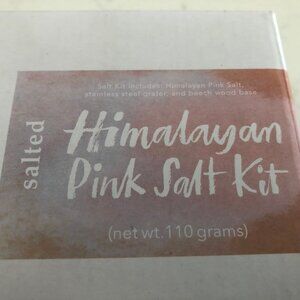 Salt Kit includes: Himalayan Pink Salt,
stainless steel grater, and beech wood base
salted
Himalayan
Pink Salt Kit
(net wt. 110 grams)